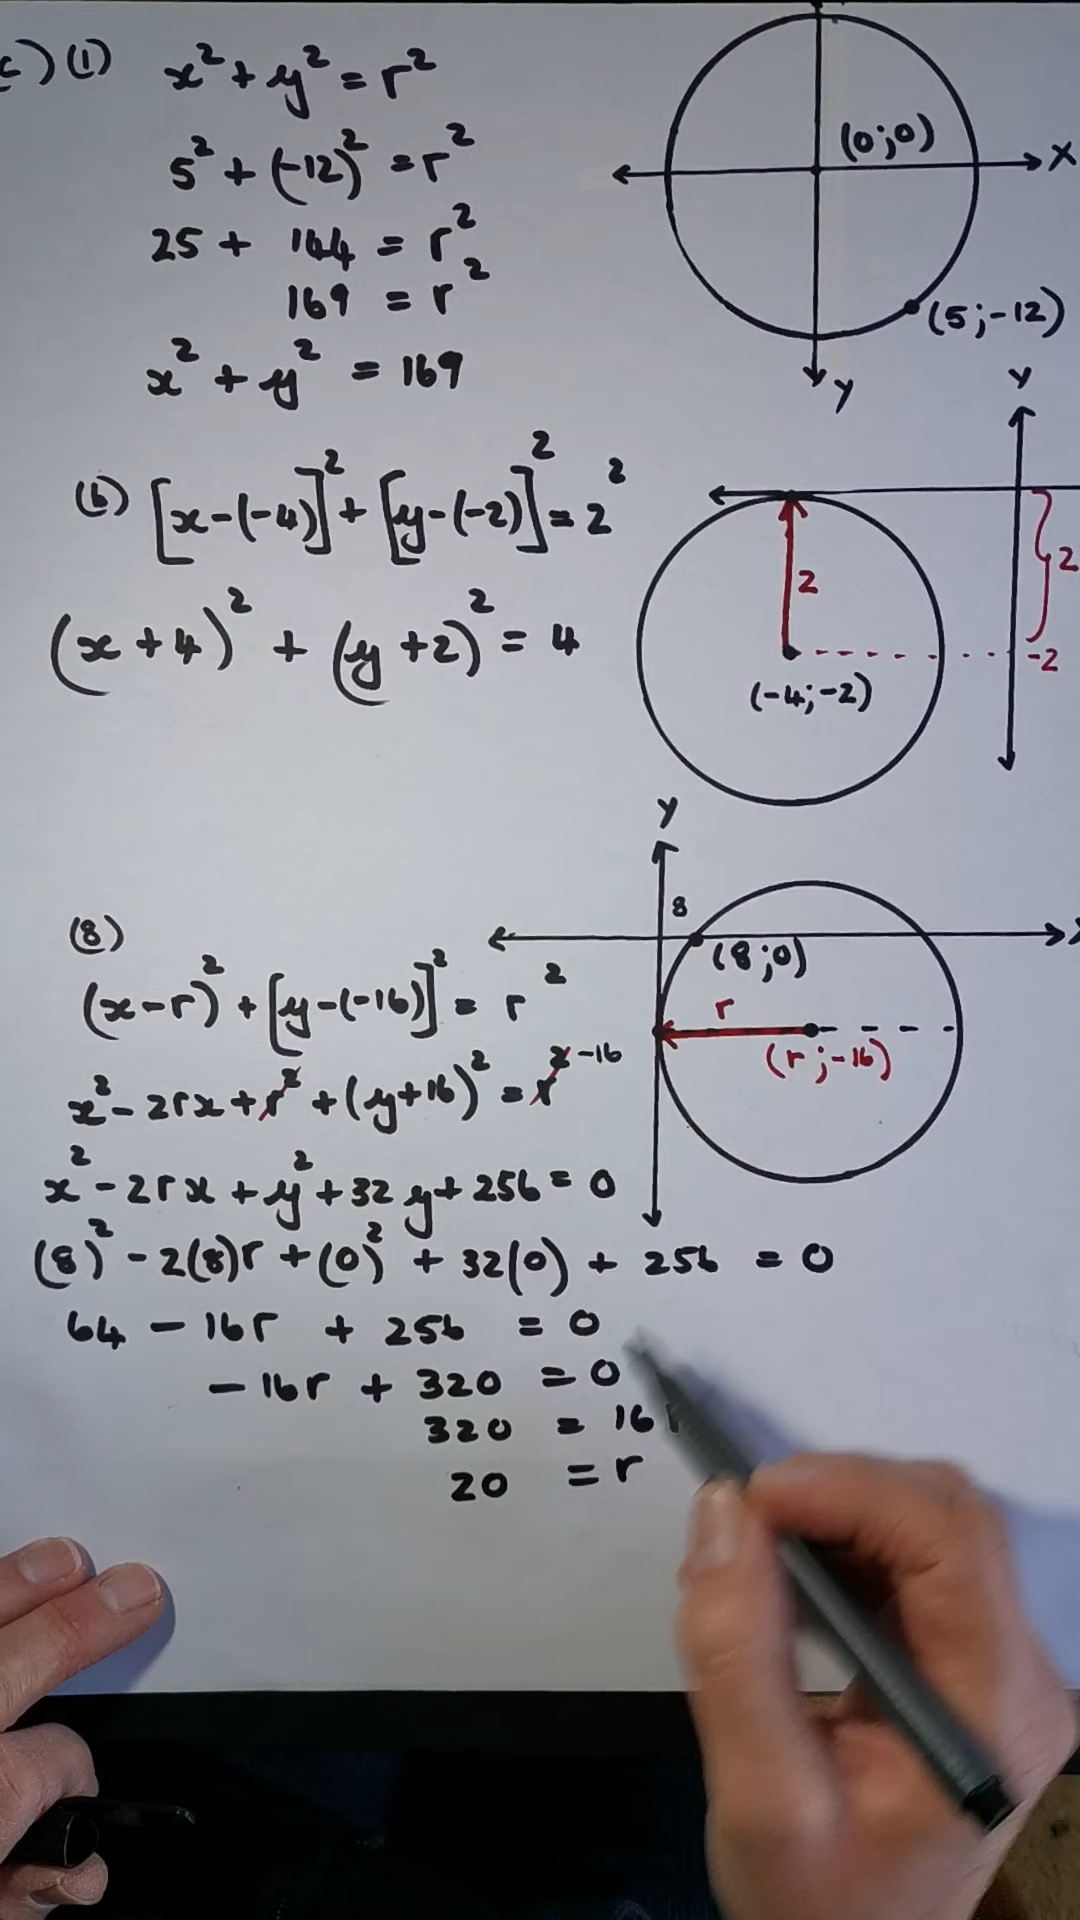 c) (1) x² + y² = r²
5² + (-12)² = r²
25 + 144 = r²
169 = r²
x² + y² = 169
(0;0)
X
(5;-12)
y
(6) [x-(-4)]² + [y-(-2)]² = 2²
(x+4)² + (y+2)² = 4
y
2
2
-2
(-4;-2)
(8)
(x-r)² + [y-(-16)]² = r²
x² - 2rx + r² + (y+16)² = r²
x² - 2rx + y² + 32y + 256 = 0
(8)² - 2(8)r + (0)² + 32(0) + 256 = 0
64 - 16r + 256 = 0
-16r + 320 = 0
320 = 16r
20 = r
y
8
(8;0)
r
(r;-16)
-16